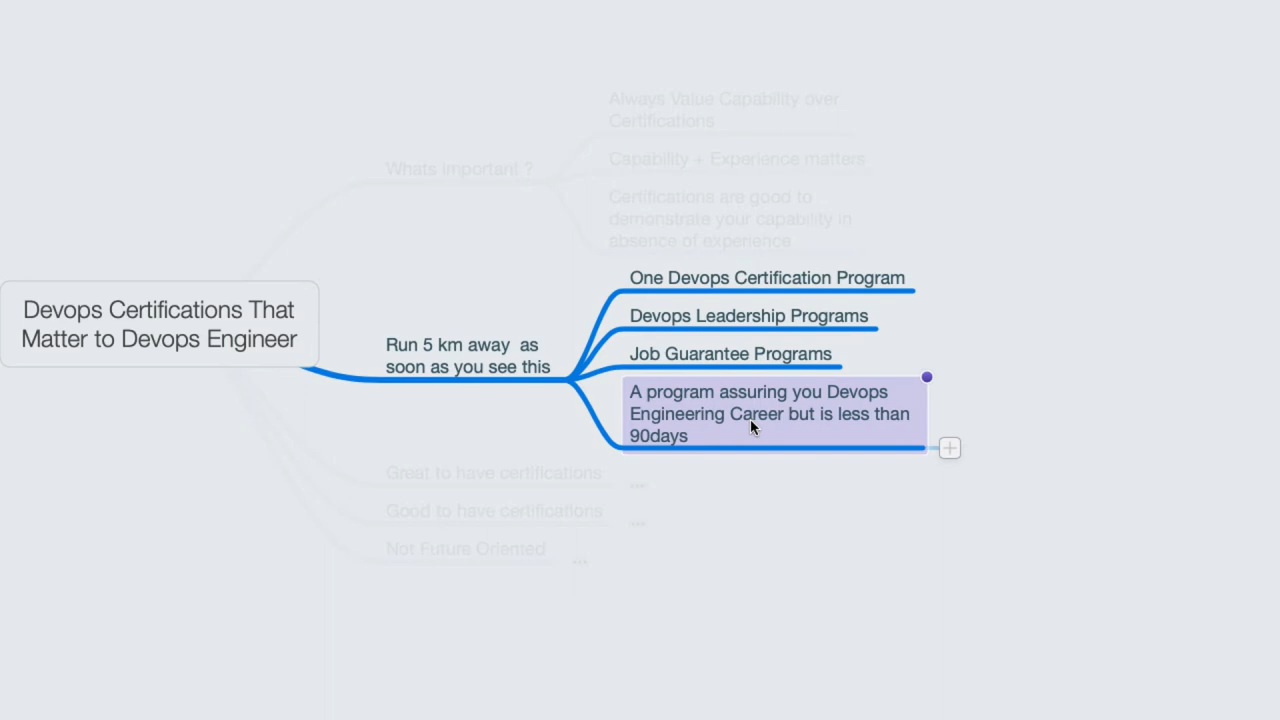 Always Value Capability over
Certifications
Whats important ?
Capability + Experience matters
Certifications are good to
demonstrate your capability in
absence of experience
Devops Certifications That
Matter to Devops Engineer
Run 5 km away  as
soon as you see this
One Devops Certification Program
Devops Leadership Programs
Job Guarantee Programs
A program assuring you Devops
Engineering Career but is less than
90days
Great to have certifications
Good to have certifications
Not Future Oriented